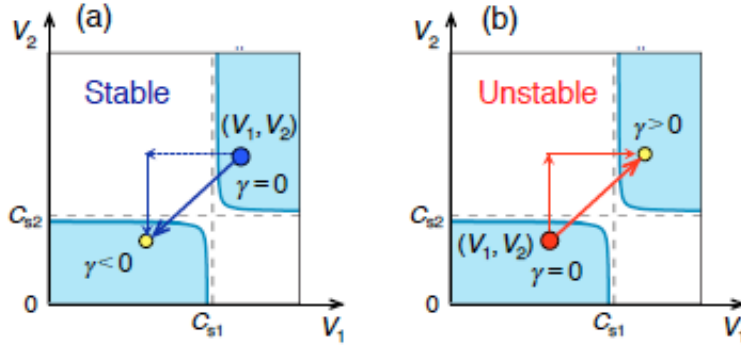 V₂ (a)
Stable
(V₁, V₂)
γ = 0
Cs2
γ < 0
0
Cs1
V₁
V₂ (b)
Unstable
γ > 0
Cs2
(V₁, V₂)
γ = 0
0
Cs1
V₁